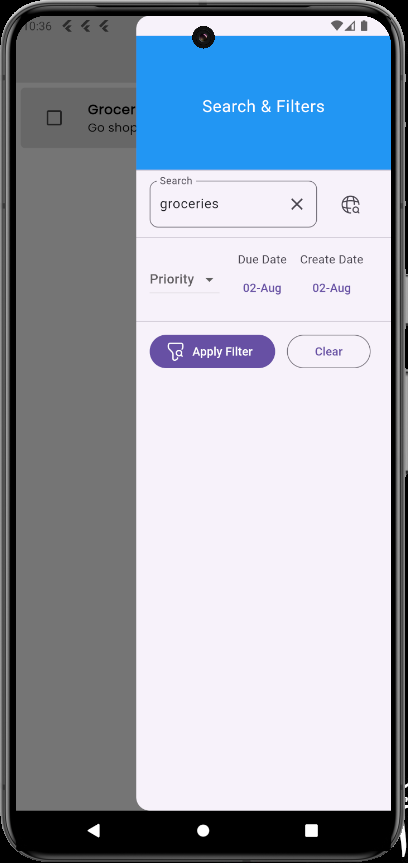 10:36
Search & Filters
Grocer
Go shop
Search
groceries
Priority
Due Date
Create Date
02-Aug
02-Aug
Apply Filter
Clear